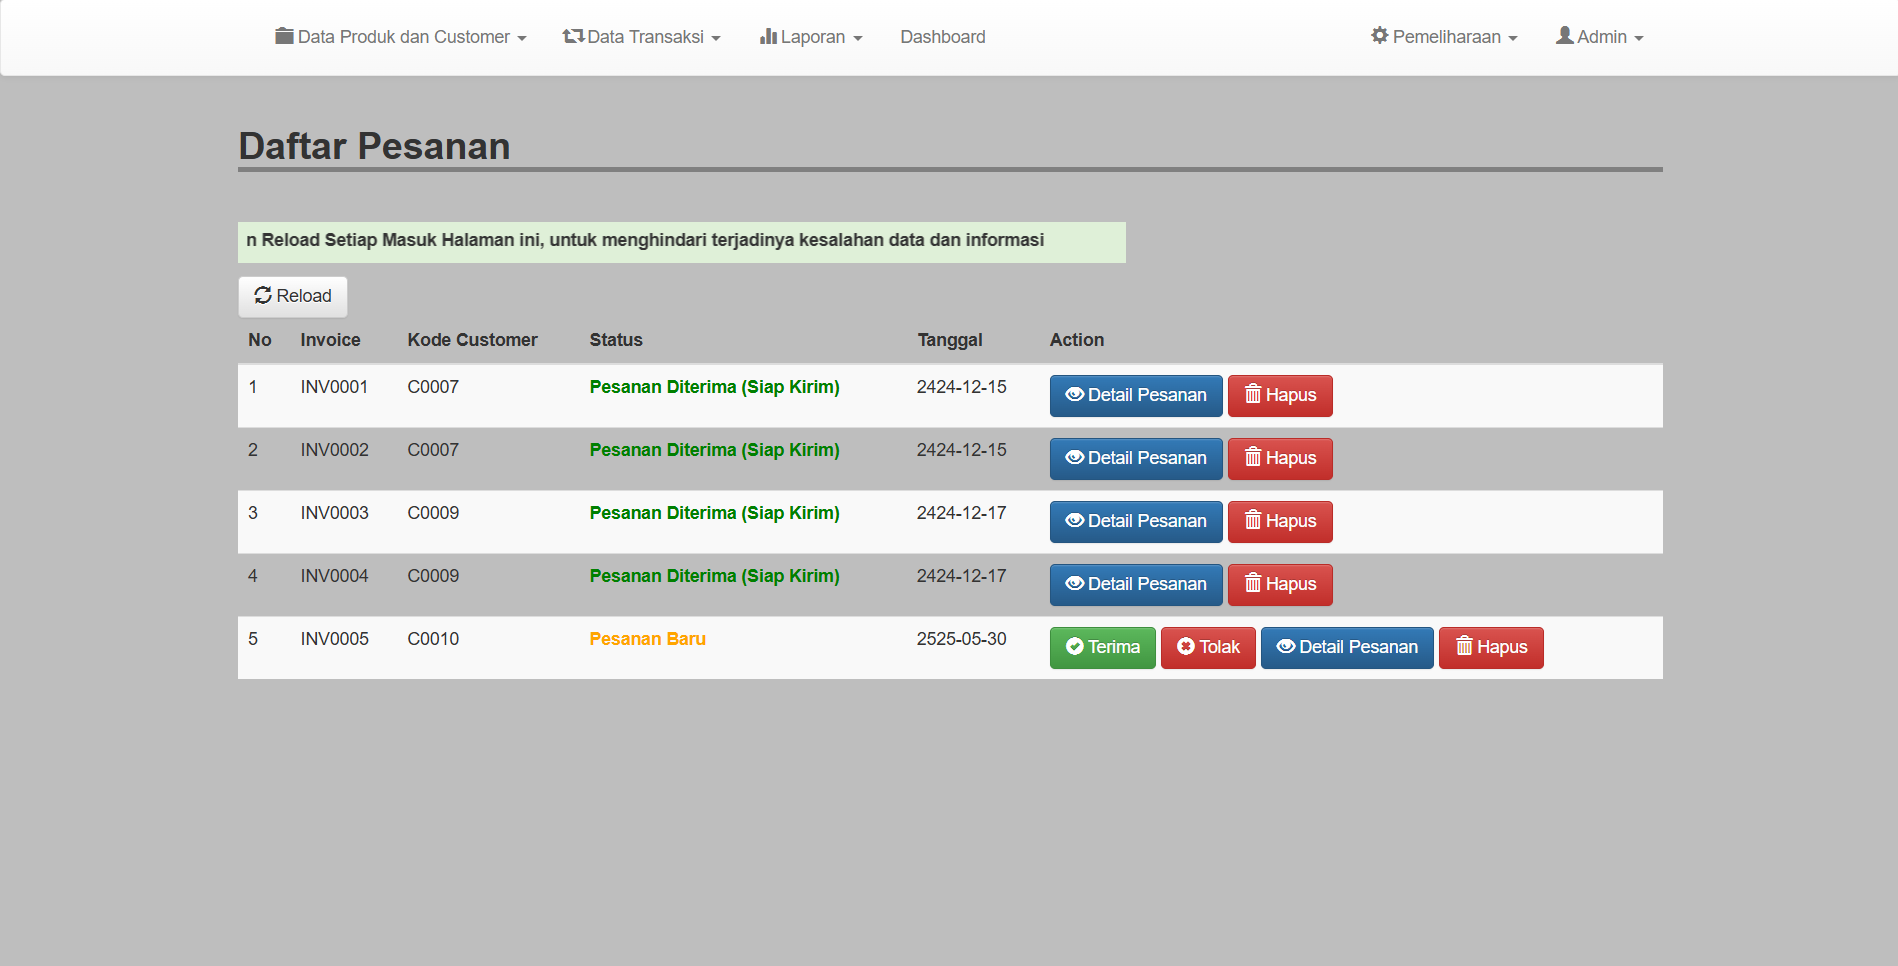 Data Produk dan Customer Data Transaksi Laporan Dashboard Pemeliharaan Admin
Daftar Pesanan
n Reload Setiap Masuk Halaman ini, untuk menghindari terjadinya kesalahan data dan informasi
Reload
No Invoice Kode Customer Status Tanggal Action
1 INV0001 C0007 Pesanan Diterima (Siap Kirim) 2424-12-15 Detail Pesanan Hapus
2 INV0002 C0007 Pesanan Diterima (Siap Kirim) 2424-12-15 Detail Pesanan Hapus
3 INV0003 C0009 Pesanan Diterima (Siap Kirim) 2424-12-17 Detail Pesanan Hapus
4 INV0004 C0009 Pesanan Diterima (Siap Kirim) 2424-12-17 Detail Pesanan Hapus
5 INV0005 C0010 Pesanan Baru 2525-05-30 Terima Tolak Detail Pesanan Hapus